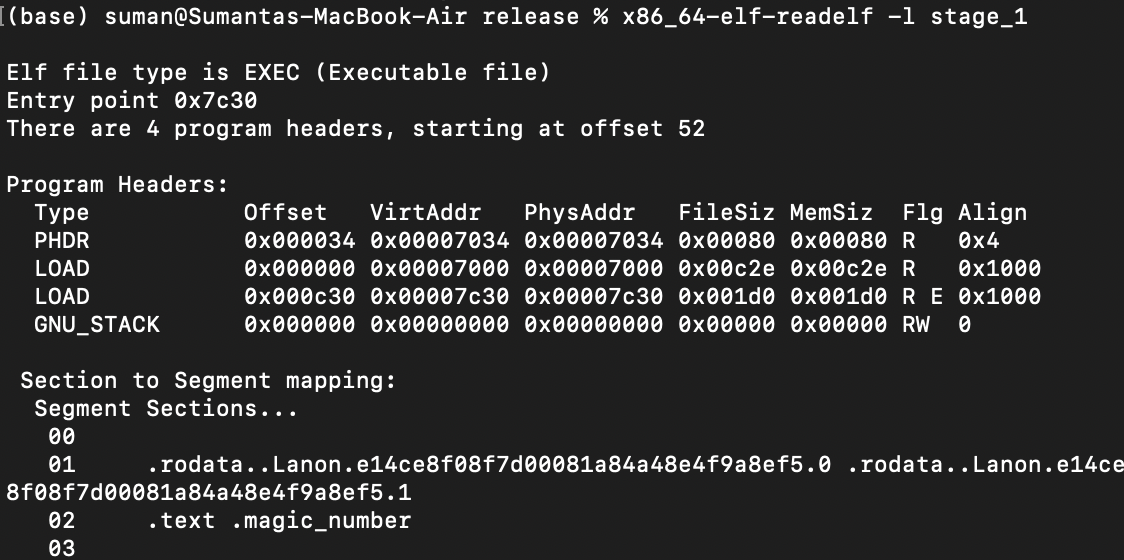 (base) suman@Sumantas-MacBook-Air release % x86_64-elf-readelf -l stage_1
Elf file type is EXEC (Executable file)
Entry point 0x7c30
There are 4 program headers, starting at offset 52
Program Headers:
  Type           Offset   VirtAddr   PhysAddr   FileSiz MemSiz  Flg Align
  PHDR           0x000034 0x00007034 0x00007034 0x00080 0x00080 R   0x4
  LOAD           0x000000 0x00007000 0x00007000 0x00c2e 0x00c2e R   0x1000
  LOAD           0x000c30 0x00007c30 0x00007c30 0x001d0 0x001d0 R E 0x1000
  GNU_STACK      0x000000 0x00000000 0x00000000 0x00000 0x00000 RW  0
 Section to Segment mapping:
  Segment Sections...
   00
   01     .rodata..Lanon.e14ce8f08f7d00081a84a48e4f9a8ef5.0 .rodata..Lanon.e14ce
8f08f7d00081a84a48e4f9a8ef5.1
   02     .text .magic_number
   03